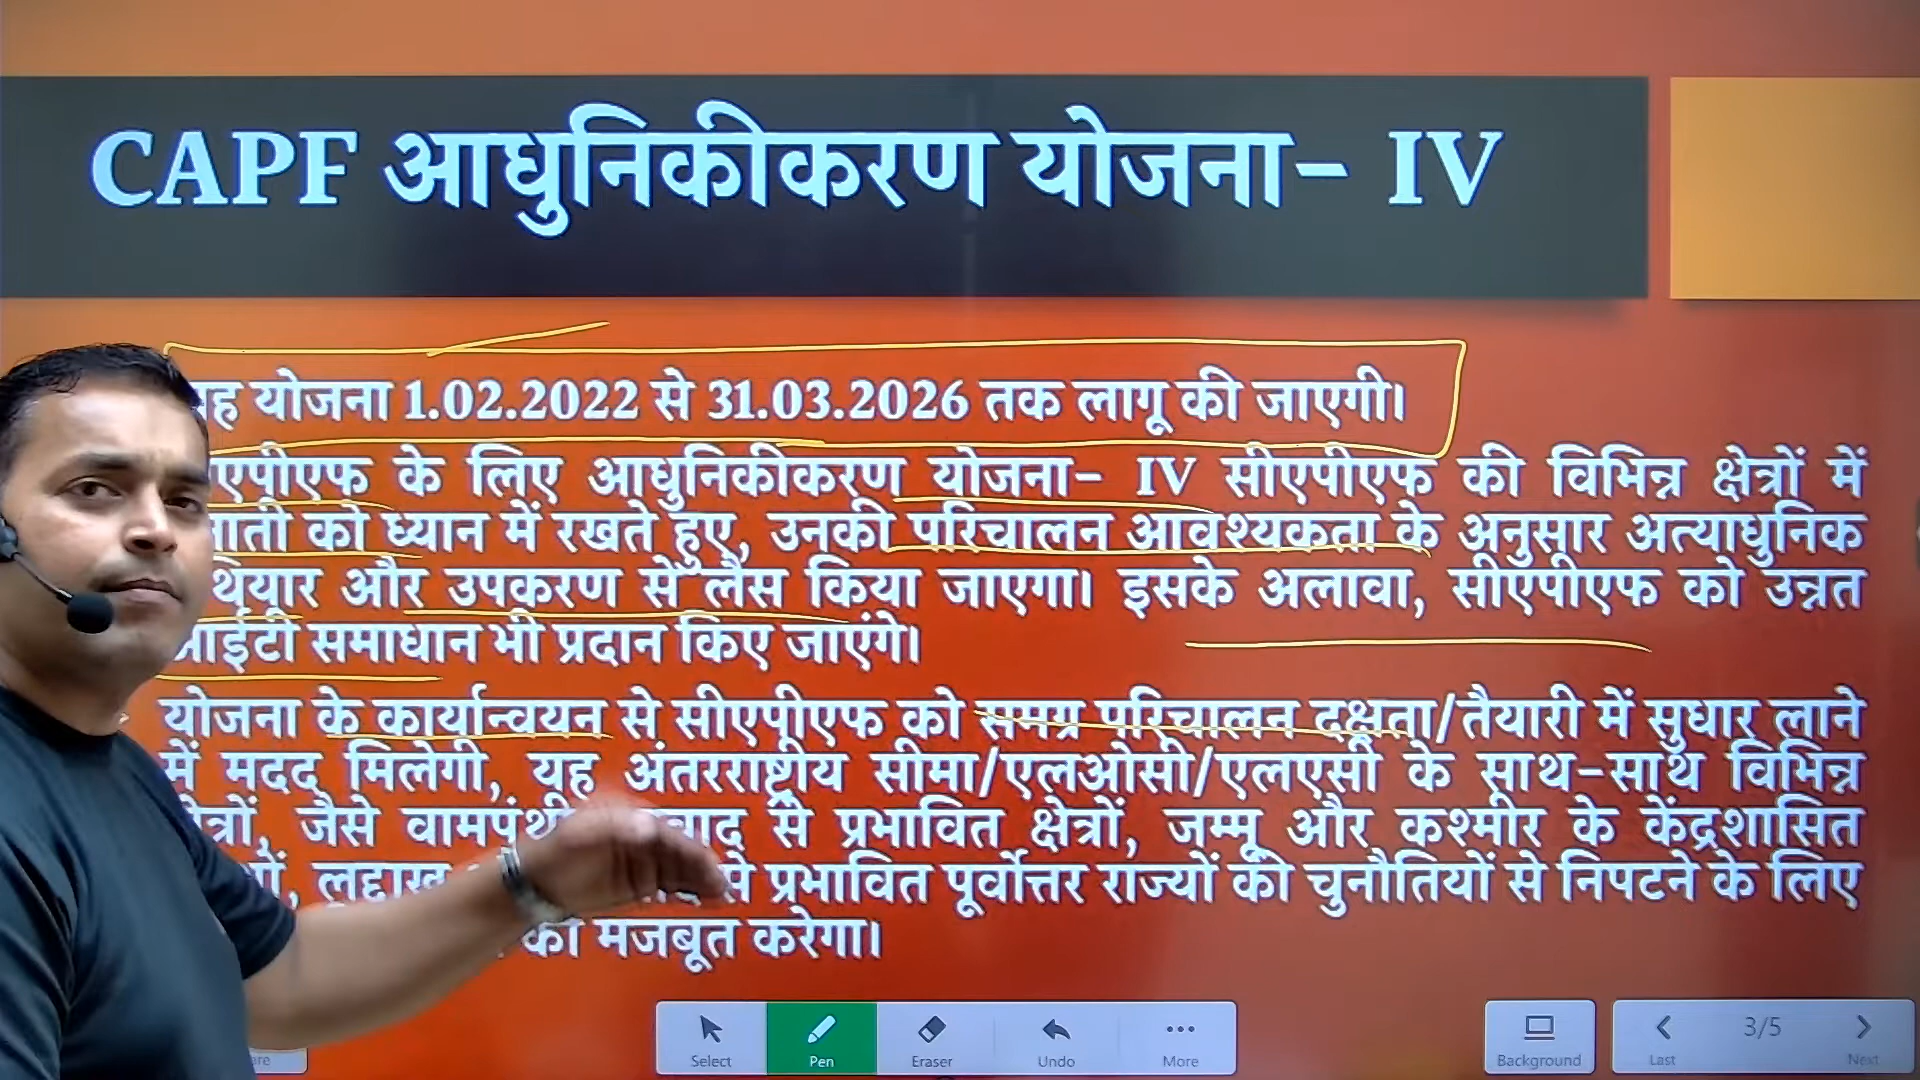 CAPF आधुनिकीकरण योजना- IV
योजना 1.02.2022 से 31.03.2026 तक लागू की जाएगी।
के लिए आधुनिकीकरण योजना- IV सीएपीएफ की विभिन्न क्षेत्रों में
को ध्यान में रखते हुए, उनकी परिचालन आवश्यकता के अनुसार अत्याधुनिक
और उपकरण से लैस किया जाएगा। इसके अलावा, सीएपीएफ को उन्नत
आईटी समाधान भी प्रदान किए जाएंगे।
योजना के कार्यान्वयन से सीएपीएफ को समग्र परिचालन दक्षता/तैयारी में सुधार लाने
में मदद मिलेगी, यह अंतरराष्ट्रीय सीमा/एलओसी/एलएसी के साथ-साथ विभिन्न
जैसे से प्रभावित क्षेत्रों, जम्मू और कश्मीर के केंद्रशासित
से प्रभावित पूर्वोत्तर राज्यों की चुनौतियों से निपटने के लिए
को मजबूत करेगा।
Select Pen Eraser Undo More Background Last 3/5 Next